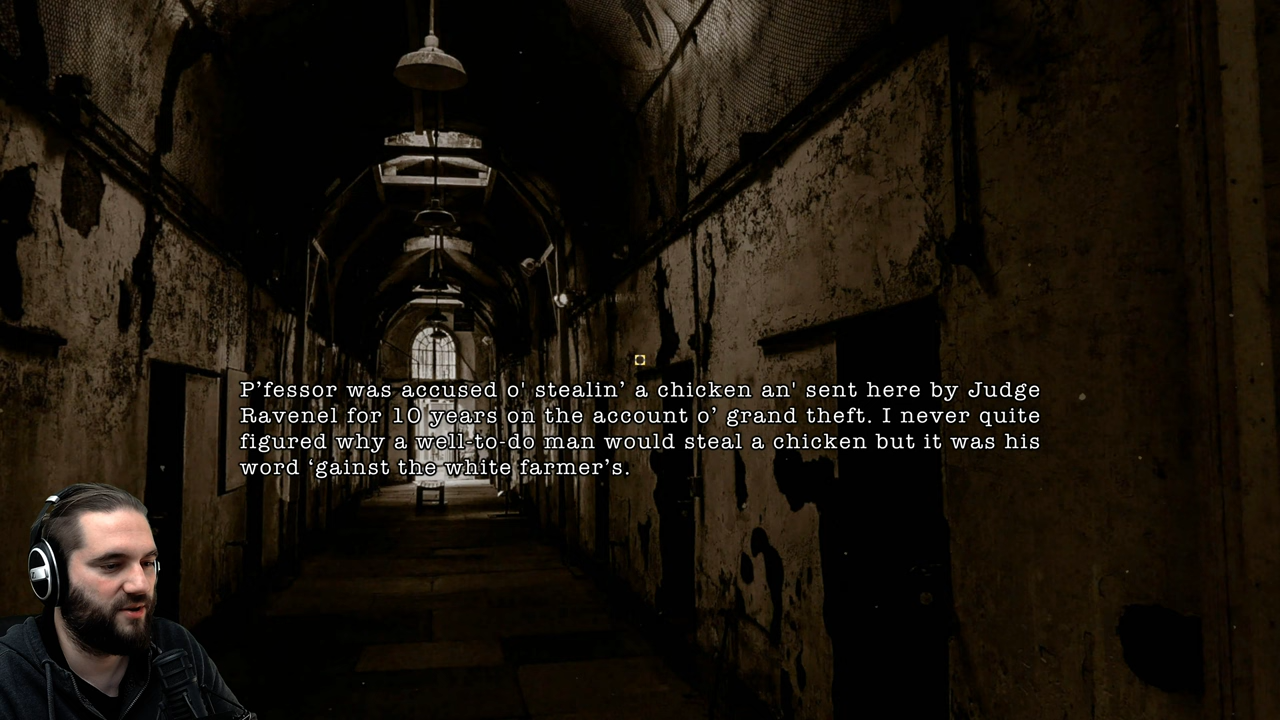 P’fessor was accused o' stealin’ a chicken an' sent here by Judge
Ravenel for 10 years on the account o’ grand theft. I never quite
figured why a well-to-do man would steal a chicken but it was his
word ‘gainst the white farmer’s.